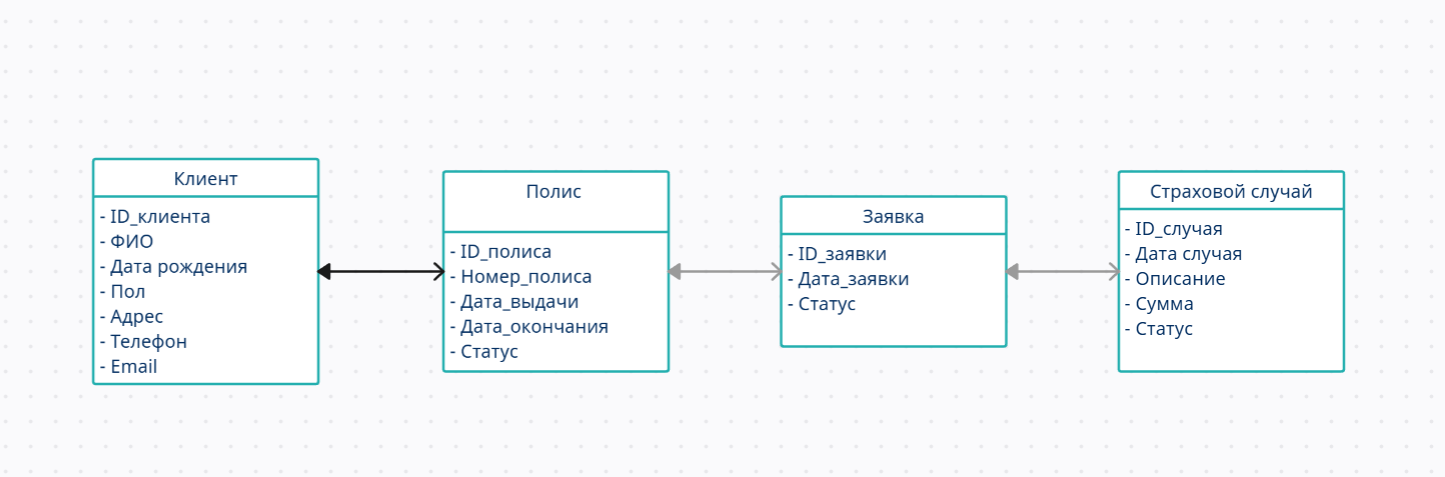 Клиент
- ID_клиента
- ФИО
- Дата рождения
- Пол
- Адрес
- Телефон
- Email
Полис
- ID_полиса
- Номер_полиса
- Дата_выдачи
- Дата_окончания
- Статус
Заявка
- ID_заявки
- Дата_заявки
- Статус
Страховой случай
- ID_случая
- Дата случая
- Описание
- Сумма
- Статус